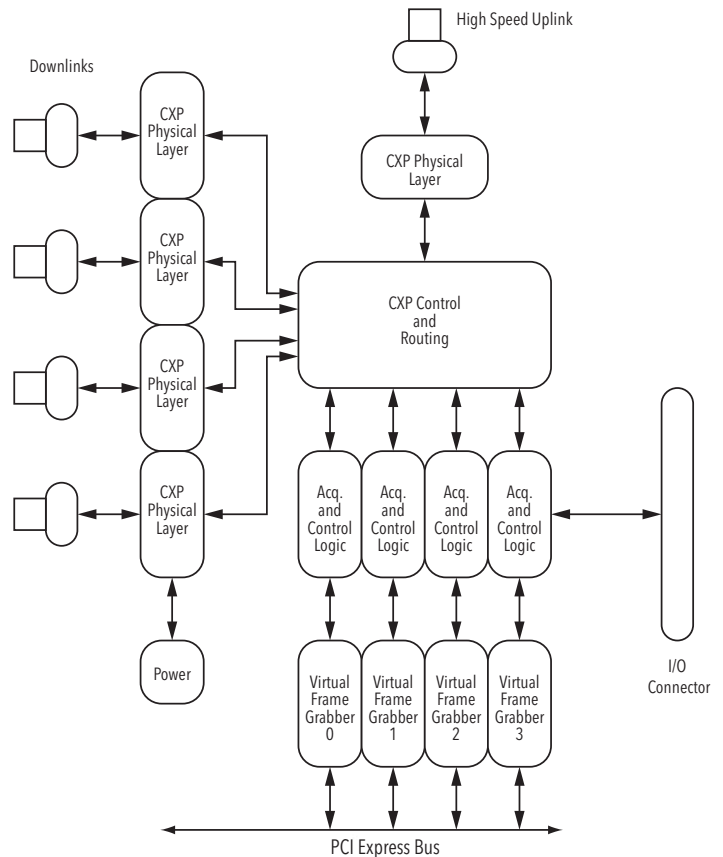 High Speed Uplink
Downlinks
CXP
Physical
Layer
CXP Physical
Layer
CXP
Physical
Layer
CXP Control
and
Routing
CXP
Physical
Layer
CXP
Physical
Layer
Acq.
and
Control
Logic
Acq.
and
Control
Logic
Acq.
and
Control
Logic
Acq.
and
Control
Logic
Power
I/O
Connector
Virtual
Frame
Grabber
0
Virtual
Frame
Grabber
1
Virtual
Frame
Grabber
2
Virtual
Frame
Grabber
3
PCI Express Bus